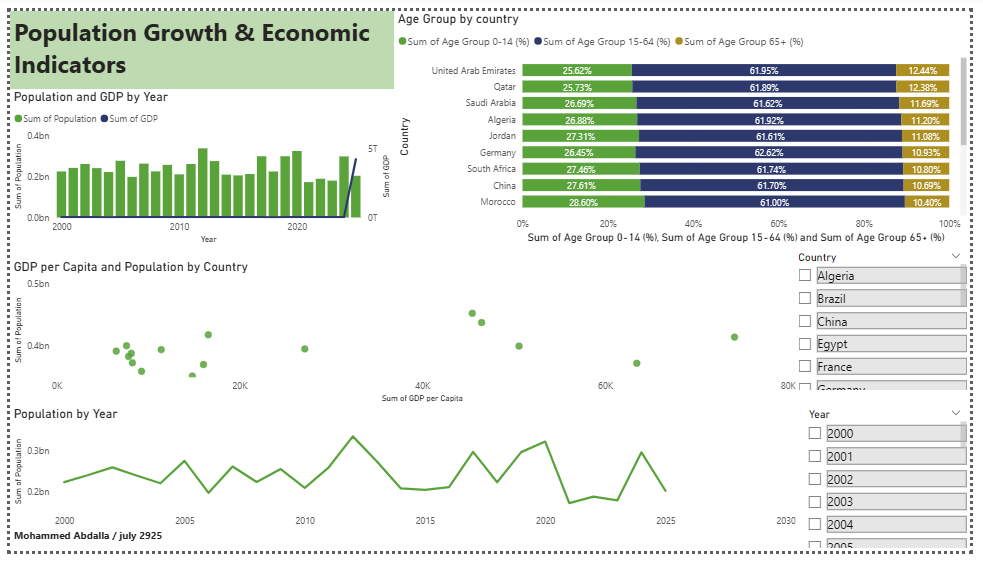 Population Growth & Economic
Indicators
Population and GDP by Year
Sum of Population Sum of GDP
0.4bn
0.2bn
0.0bn
5T
0T
Sum of Population
Sum of GDP
2000 2010 2020
Year
Age Group by country
Sum of Age Group 0-14 (%) Sum of Age Group 15-64 (%) Sum of Age Group 65+ (%)
Country
United Arab Emirates 25.62% 61.95% 12.44%
Qatar 25.73% 61.89% 12.38%
Saudi Arabia 26.69% 61.62% 11.69%
Algeria 26.88% 61.92% 11.20%
Jordan 27.31% 61.61% 11.08%
Germany 26.45% 62.62% 10.93%
South Africa 27.46% 61.74% 10.80%
China 27.61% 61.70% 10.69%
Morocco 28.60% 61.00% 10.40%
0% 20% 40% 60% 80% 100%
Sum of Age Group 0-14 (%), Sum of Age Group 15-64 (%) and Sum of Age Group 65+ (%)
GDP per Capita and Population by Country
0.5bn
0.4bn
Sum of Population
0K 20K 40K 60K 80K
Sum of GDP per Capita
Country
Algeria
Brazil
China
Egypt
France
Germany
Population by Year
0.3bn
0.2bn
Sum of Population
2000 2005 2010 2015 2020 2025 2030
Year
2000
2001
2002
2003
2004
2005
Mohammed Abdalla / july 2925